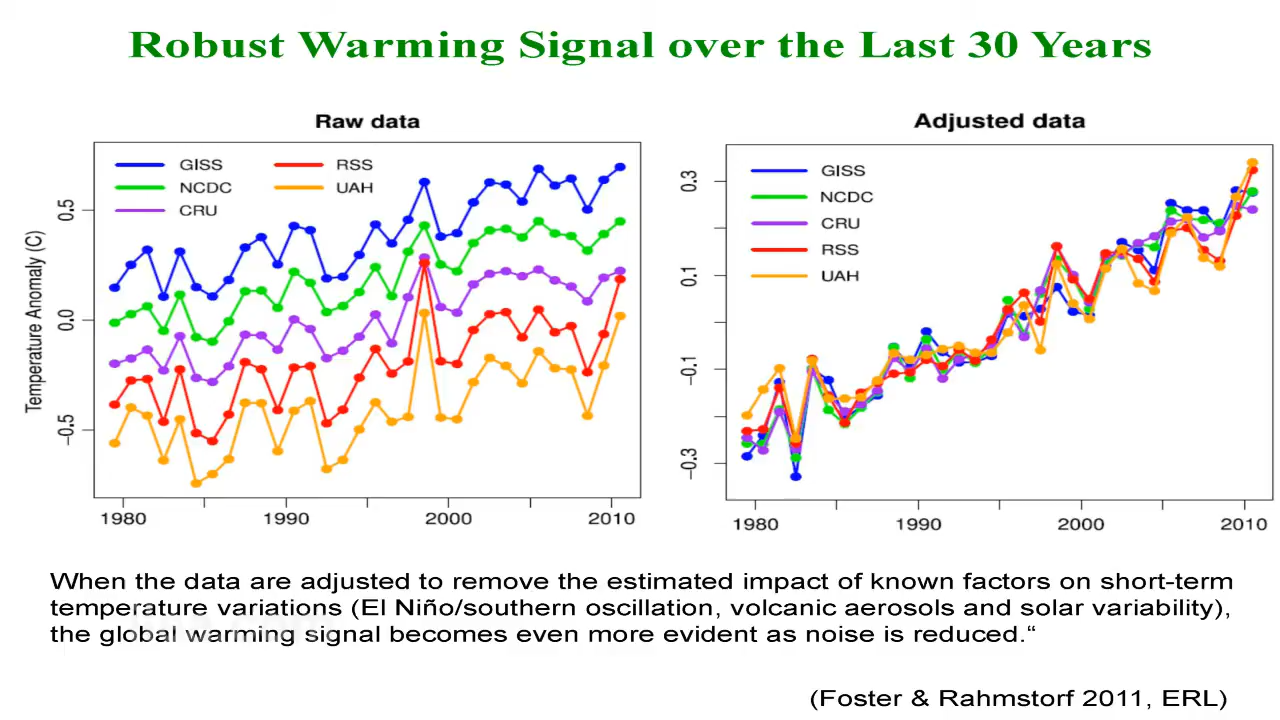 Robust Warming Signal over the Last 30 Years
Raw data
GISS
NCDC
CRU
RSS
UAH
Temperature Anomaly (C)
0.5
0.0
−0.5
1980
1990
2000
2010
Adjusted data
GISS
NCDC
CRU
RSS
UAH
0.3
0.1
−0.1
−0.3
1980
1990
2000
2010
When the data are adjusted to remove the estimated impact of known factors on short-term
temperature variations (El Niño/southern oscillation, volcanic aerosols and solar variability),
the global warming signal becomes even more evident as noise is reduced.“
(Foster & Rahmstorf 2011, ERL)